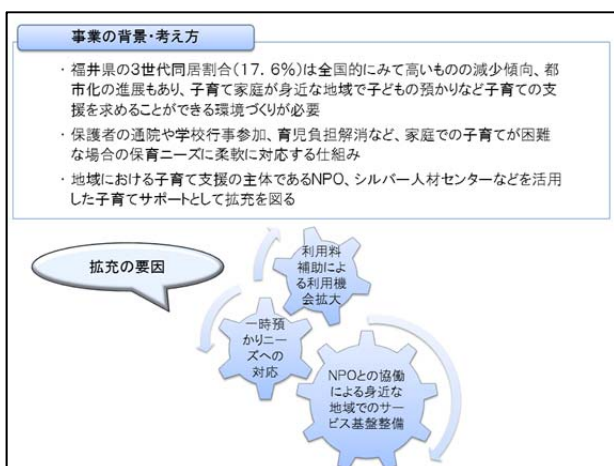 事業の背景・考え方
・福井県の3世代同居割合(17．6%)は全国的にみて高いものの減少傾向、都
市化の進展もあり、子育て家庭が身近な地域で子どもの預かりなど子育ての支
援を求めることができる環境づくりが必要
・保護者の通院や学校行事参加、育児負担解消など、家庭での子育てが困難
な場合の保育ニーズに柔軟に対応する仕組み
・地域における子育て支援の主体であるNPO、シルバー人材センターなどを活用
した子育てサポートとして拡充を図る
拡充の要因
利用料
補助によ
る利用機
会拡大
一時預
かりニー
ズへの
対応
NPOとの協働
による身近な
地域でのサー
ビス基盤整備